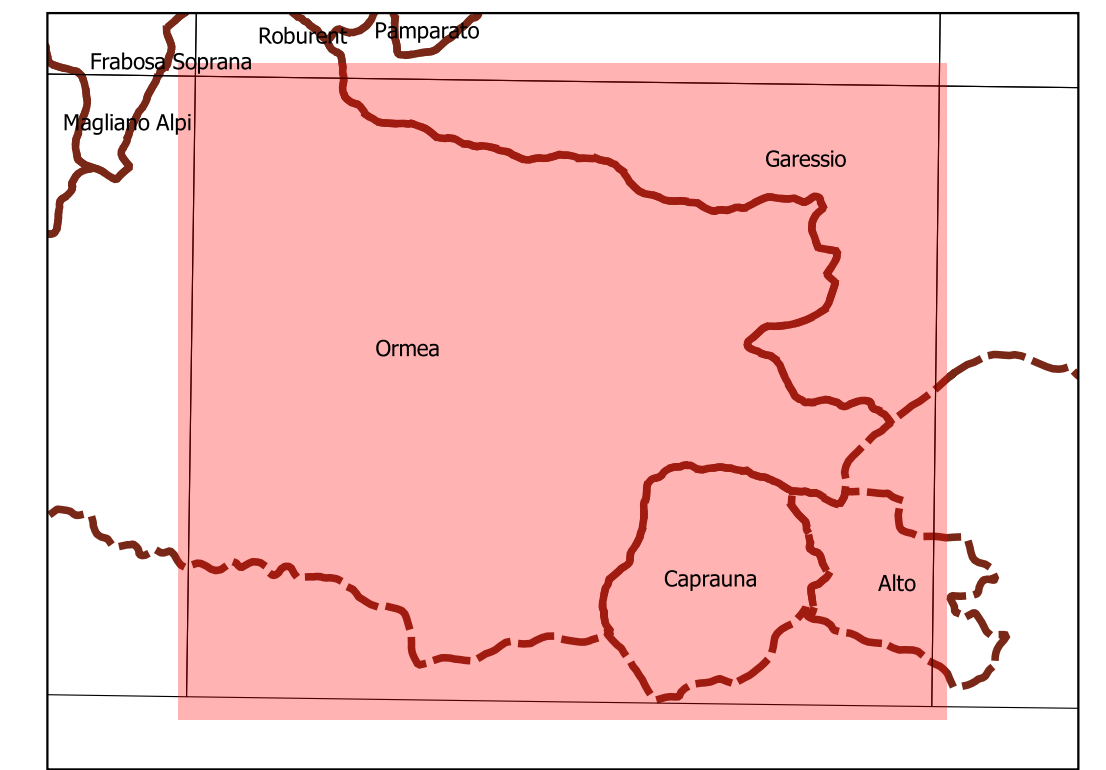 Roburent
Pamparato
Frabosa Soprana
Magliano Alpi
Garessio
Ormea
Caprauna
Alto